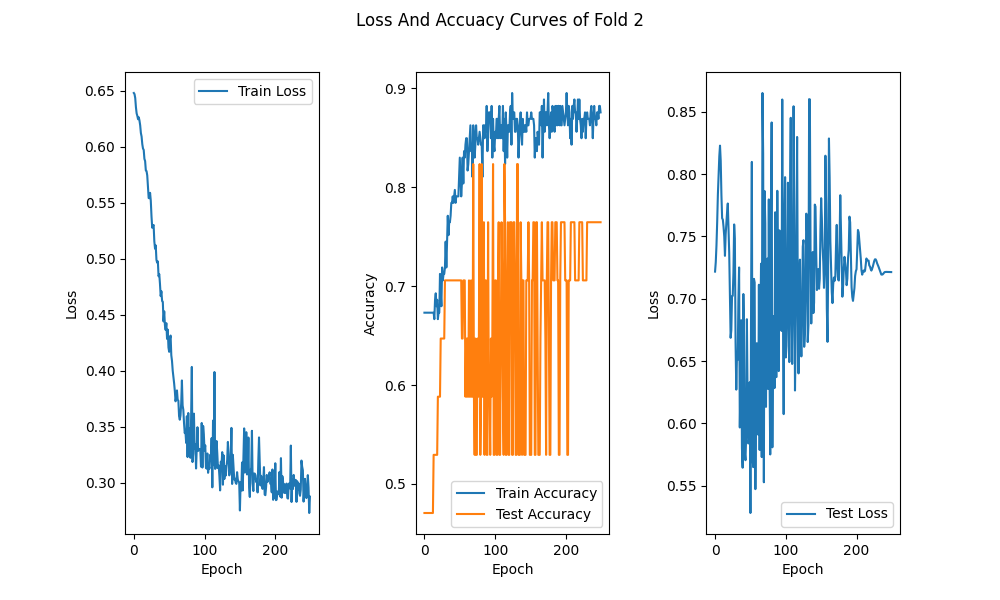 Loss And Accuacy Curves of Fold 2
0.65
0.60
0.55
0.50
0.45
0.40
0.35
0.30
Loss
Train Loss
0
100
200
Epoch
0.9
0.8
0.7
0.6
0.5
Accuracy
Train Accuracy
Test Accuracy
0
100
200
Epoch
0.85
0.80
0.75
0.70
0.65
0.60
0.55
Loss
Test Loss
0
100
200
Epoch